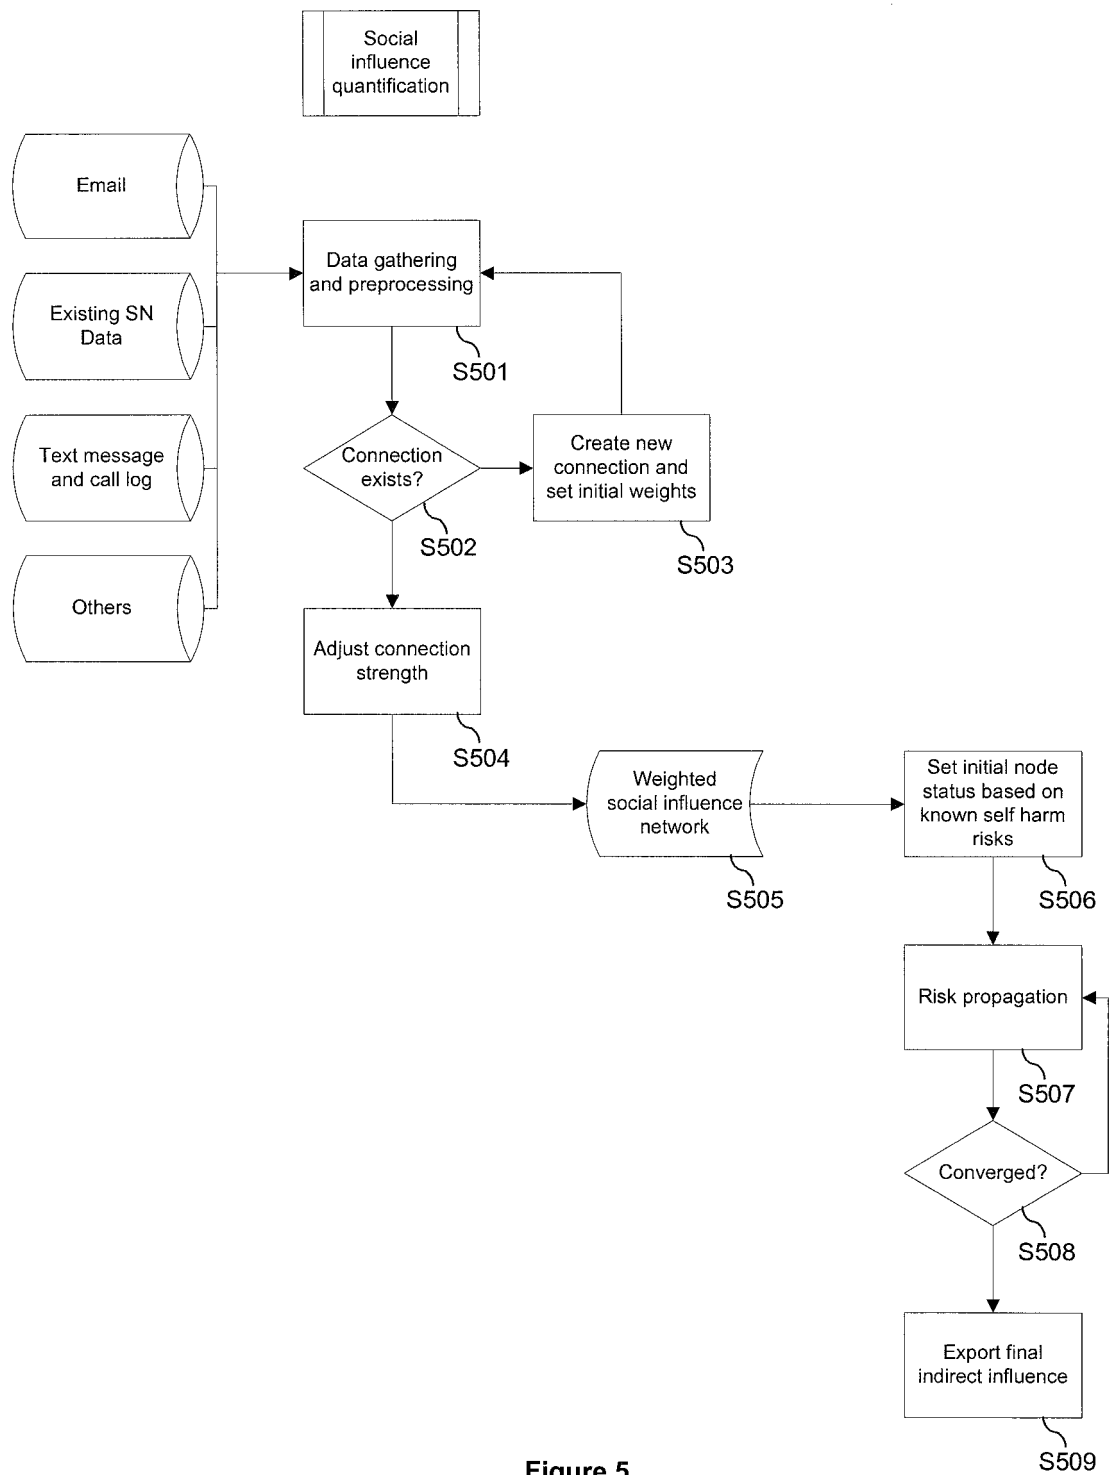 Social
influence
quantification
Email
Data gathering
and preprocessing
S501
Existing SN
Data
Text message
and call log
Connection
exists?
S502
Create new
connection and
set initial weights
S503
Others
Adjust connection
strength
S504
Weighted
social influence
network
S505
Set initial node
status based on
known self harm
risks
S506
Risk propagation
S507
Converged?
S508
Export final
indirect influence
S509
Figure 5